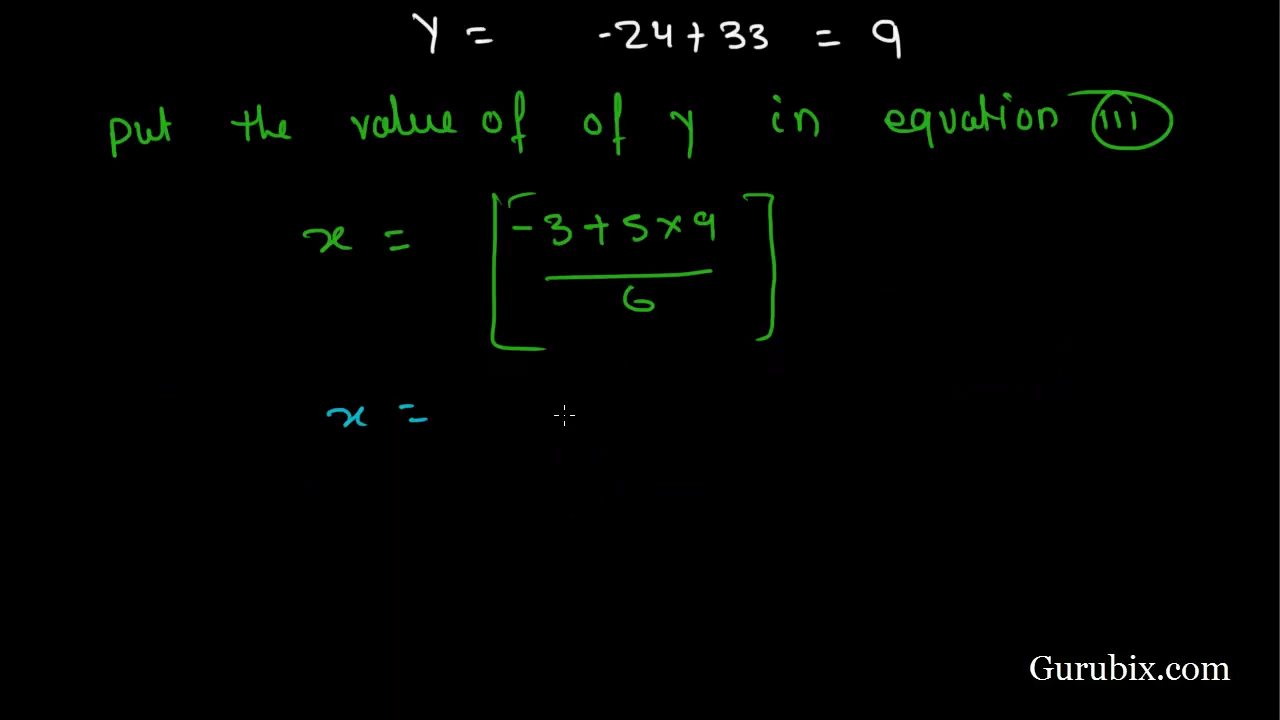 Y = -24+33 = 9
put the value of of y in equation (iii)
x = [-3+5×9
6]
x =
Gurubix.com